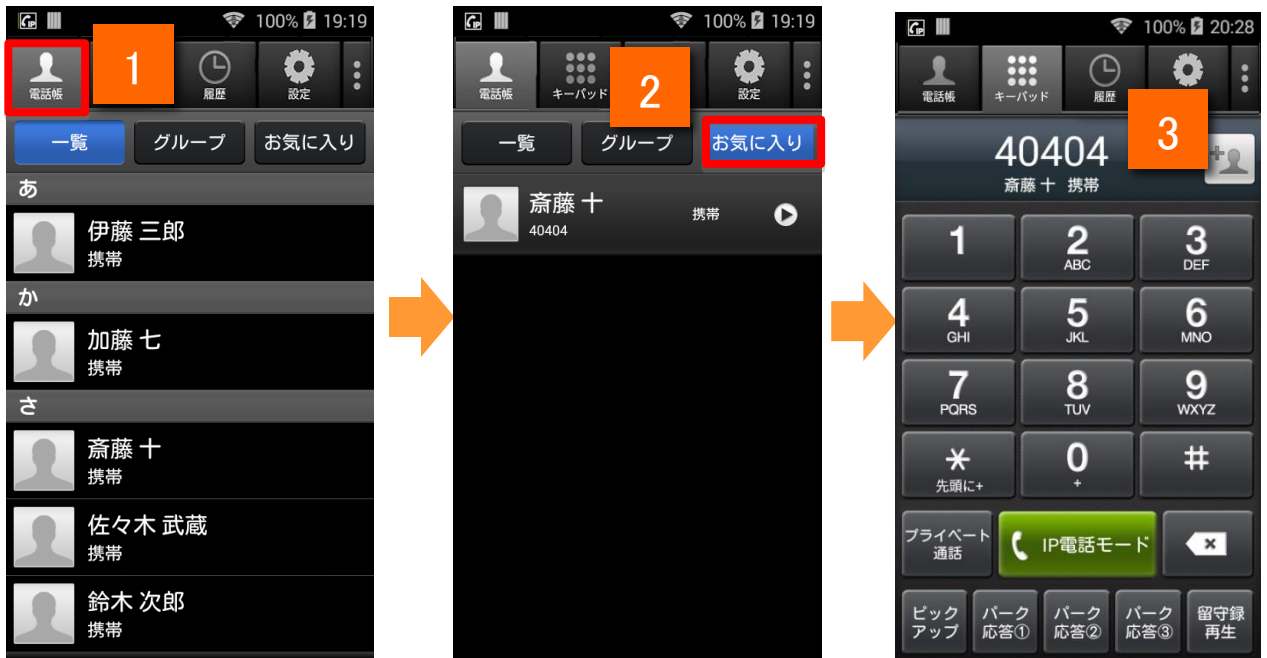 100% 19:19
1
電話帳
履歴
設定
一覧
グループ
お気に入り
あ
伊藤 三郎
携帯
か
加藤 七
携帯
さ
斎藤 十
携帯
佐々木 武蔵
携帯
鈴木 次郎
携帯
100% 19:19
2
電話帳
キーパッド
設定
一覧
グループ
お気に入り
斎藤 十
携帯
40404
IP
100% 20:28
3
電話帳
キーパッド
履歴
設定
40404
斎藤 十 携帯
1
2
ABC
3
DEF
4
GHI
5
JKL
6
MNO
7
PQRS
8
TUV
9
WXYZ
*
先頭に+
0
+
#
プライベート
通話
IP電話モード
ピック
アップ
パーク
応答①
パーク
応答②
パーク
応答③
留守録
再生